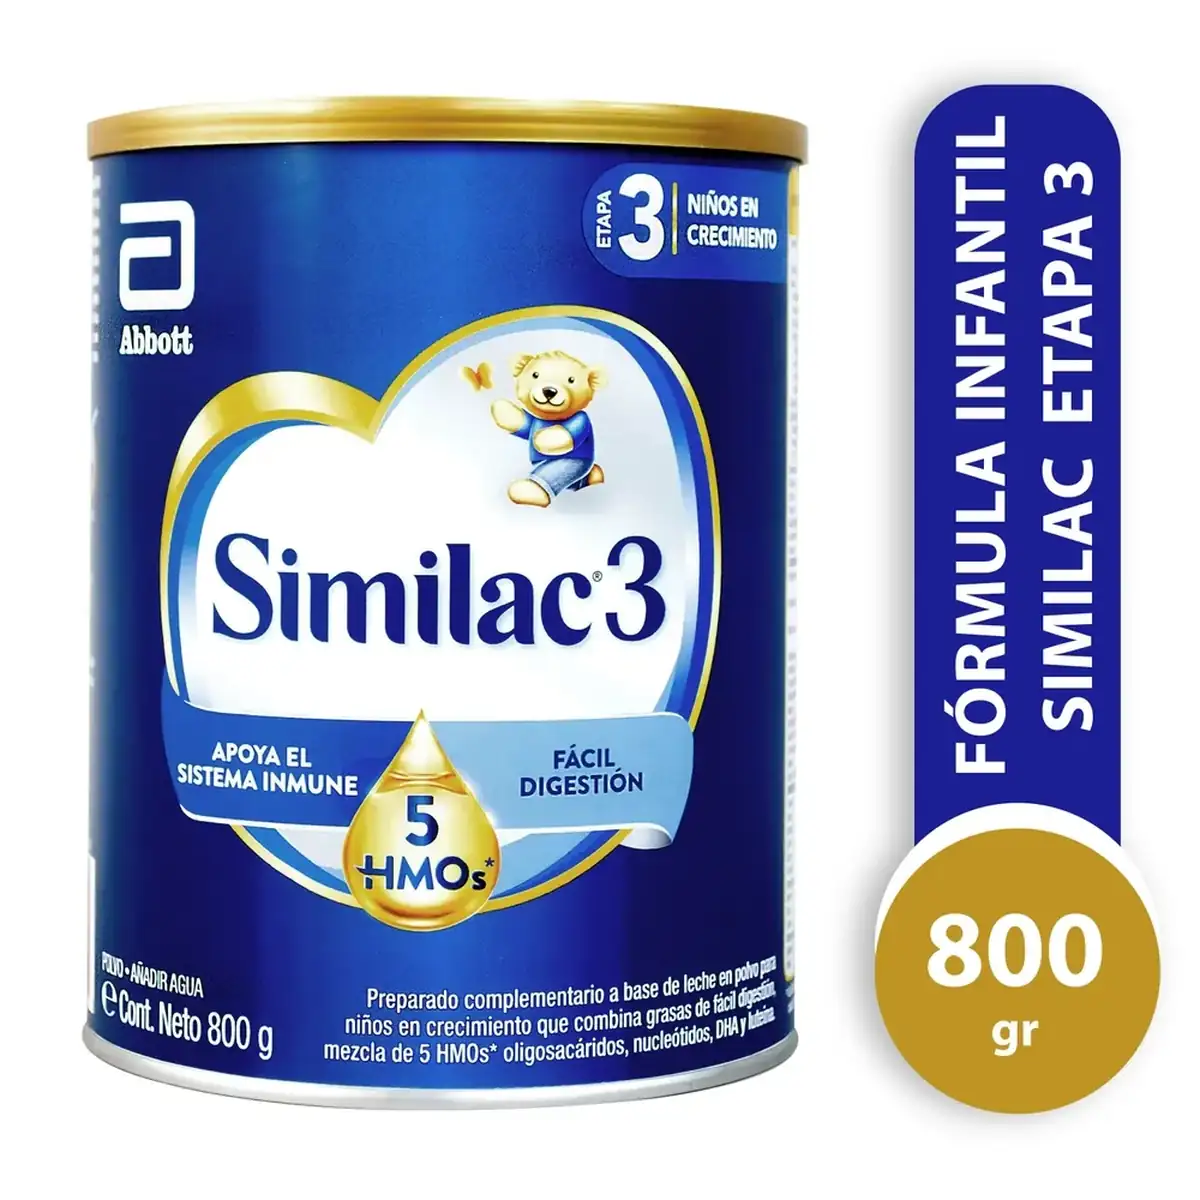 Abbott
ETAPA
3
NIÑOS EN
CRECIMIENTO
Similac®3
APOYA EL
SISTEMA INMUNE
FÁCIL
DIGESTIÓN
5
HMOs*
POLVO • AÑADIR AGUA
℮ Cont. Neto 800 g
Preparado complementario a base de leche en polvo para
niños en crecimiento que combina grasas de fácil digestión,
mezcla de 5 HMOs* oligosacáridos, nucleótidos, DHA y luteína.
FÓRMULA INFANTIL
SIMILAC ETAPA 3
800
gr